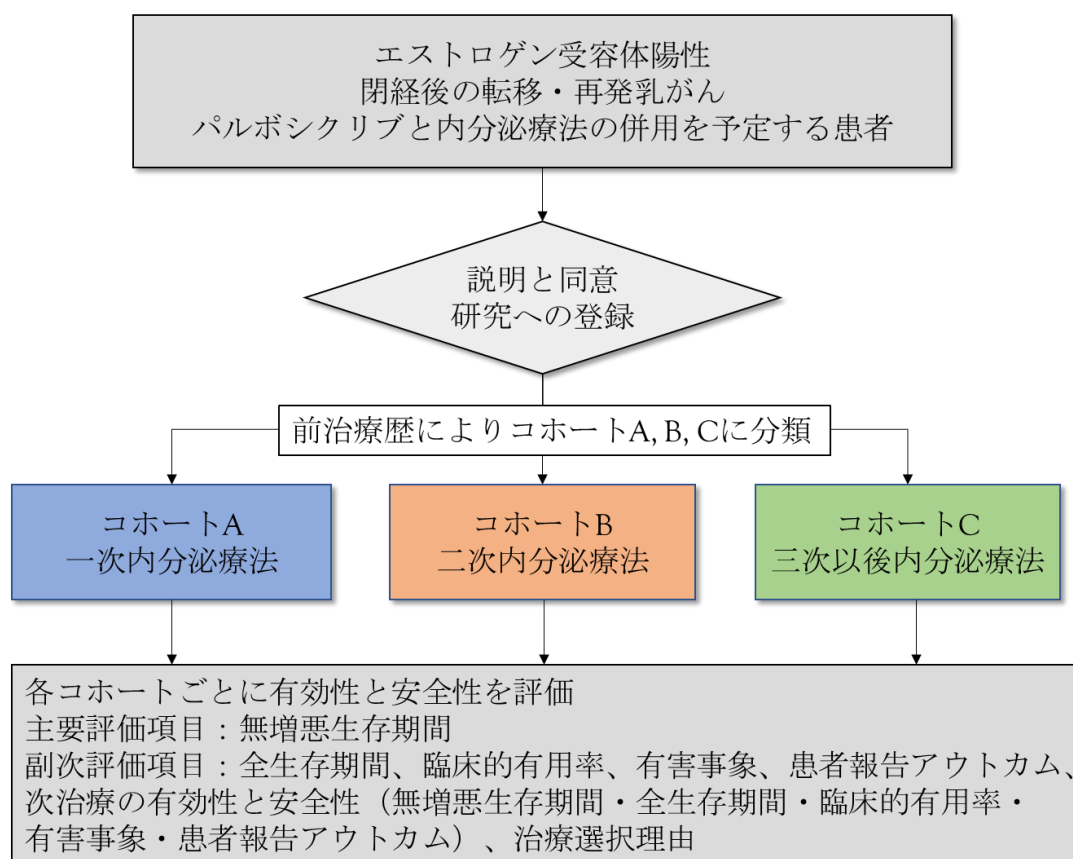 エストロゲン受容体陽性
閉経後の転移・再発乳がん
パルボシクリブと内分泌療法の併用を予定する患者
説明と同意
研究への登録
前治療歴によりコホートA, B, Cに分類
コホートA
一次内分泌療法
コホートB
二次内分泌療法
コホートC
三次以後内分泌療法
各コホートごとに有効性と安全性を評価
主要評価項目：無増悪生存期間
副次評価項目：全生存期間、臨床的有用率、有害事象、患者報告アウトカム、
次治療の有効性と安全性（無増悪生存期間・全生存期間・臨床的有用率・
有害事象・患者報告アウトカム）、治療選択理由